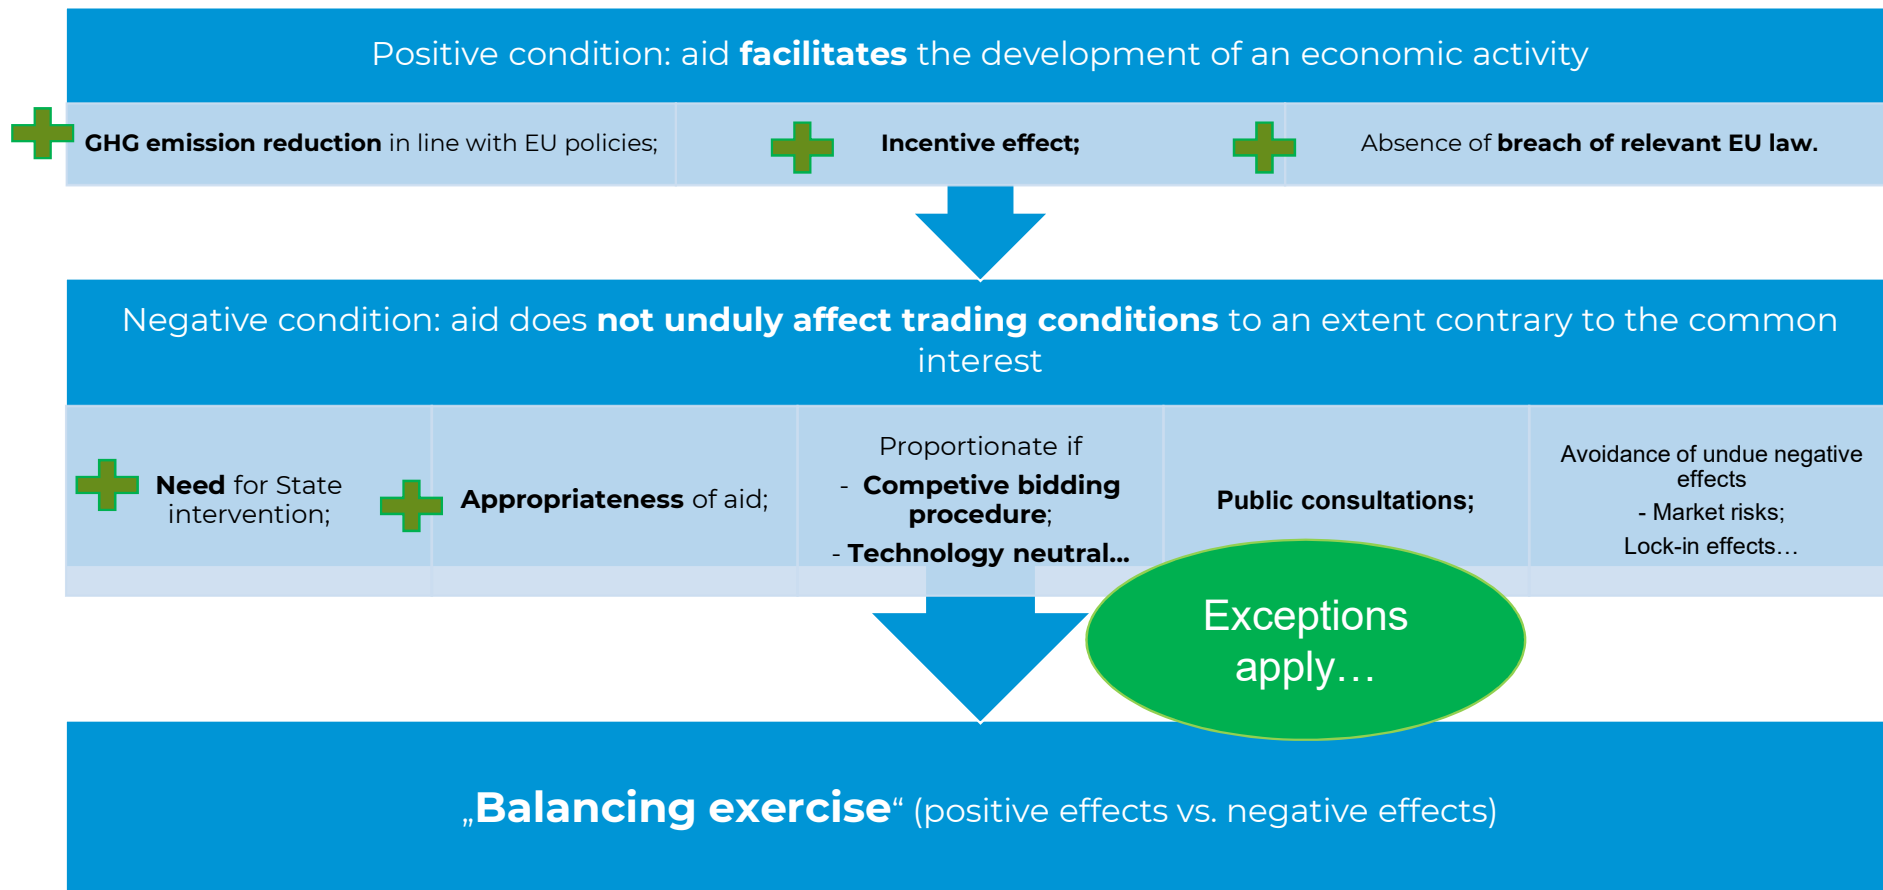 Positive condition: aid facilitates the development of an economic activity
GHG emission reduction in line with EU policies;
Incentive effect;
Absence of breach of relevant EU law.
Negative condition: aid does not unduly affect trading conditions to an extent contrary to the common
interest
Need for State
intervention;
Appropriateness of aid;
Proportionate if
- Competive bidding
procedure;
- Technology neutral...
Public consultations;
Avoidance of undue negative
effects
- Market risks;
Lock-in effects…
Exceptions
apply…
„Balancing exercise“ (positive effects vs. negative effects)